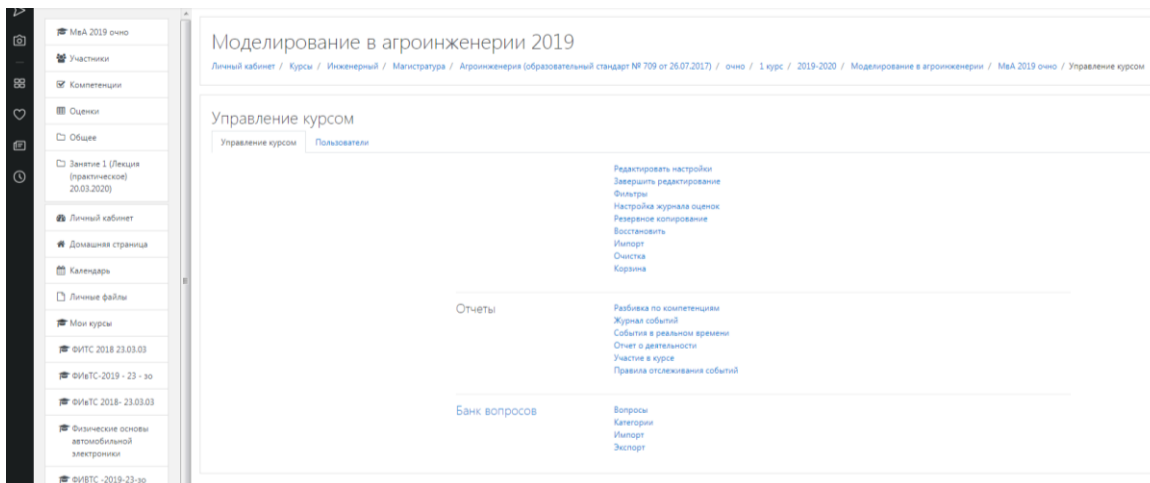 МвА 2019 очно
Участники
Компетенции
Оценки
Общее
Занятие 1 (Лекция
(практическое)
20.03.2020)
Личный кабинет
Домашняя страница
Календарь
Личные файлы
Мои курсы
ФИТС 2018 23.03.03
ФИвТС-2019 - 23 - зо
ФИвТС 2018- 23.03.03
Физические основы
автомобильной
электроники
ФИВТС -2019-23-зо
Моделирование в агроинженерии 2019
Личный кабинет / Курсы / Инженерный / Магистратура / Агроинженерия (образовательный стандарт № 709 от 26.07.2017) / очно / 1 курс / 2019-2020 / Моделирование в агроинженерии / МвА 2019 очно / Управление курсом
Управление курсом
Управление курсом Пользователи
Редактировать настройки
Завершить редактирование
Фильтры
Настройка журнала оценок
Резервное копирование
Восстановить
Импорт
Очистка
Корзина
Отчеты
Разбивка по компетенциям
Журнал событий
События в реальном времени
Отчет о деятельности
Участие в курсе
Правила отслеживания событий
Банк вопросов
Вопросы
Категории
Импорт
Экспорт